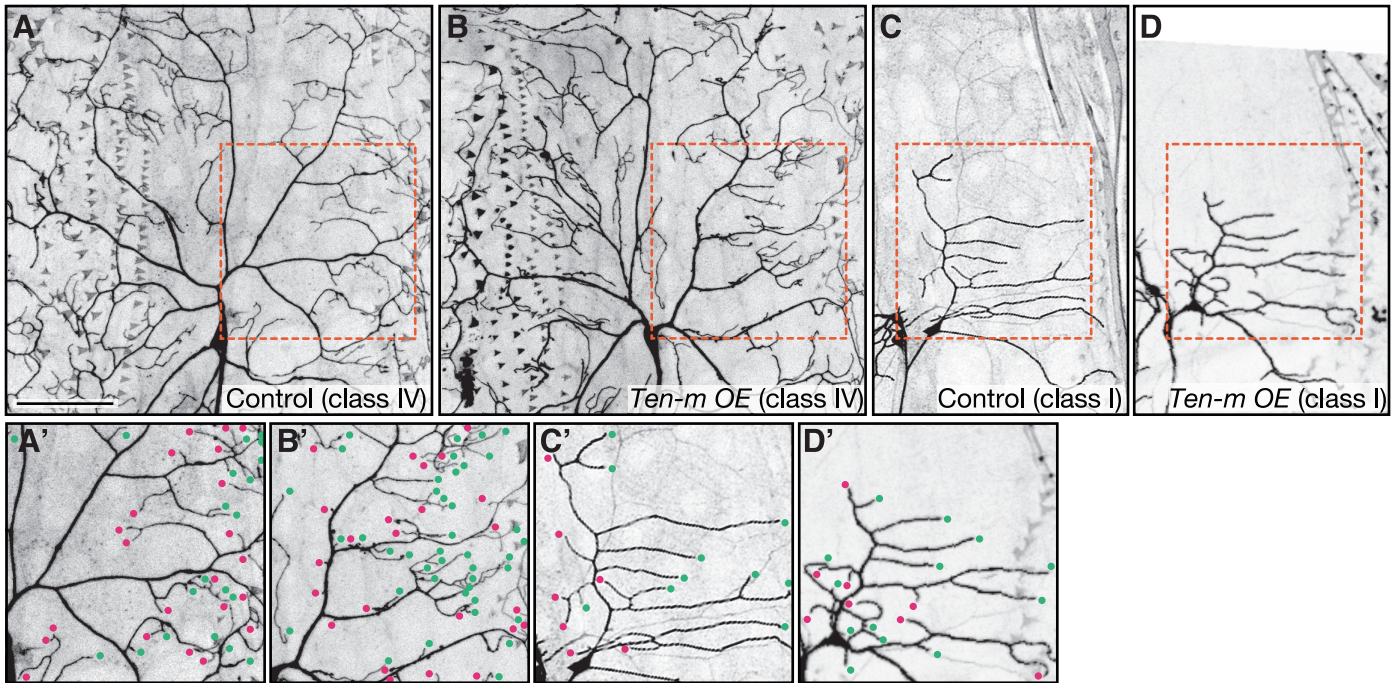 A
B
C
D
Control (class IV)
Ten-m OE (class IV)
Control (class I)
Ten-m OE (class I)
A'
B'
C'
D'